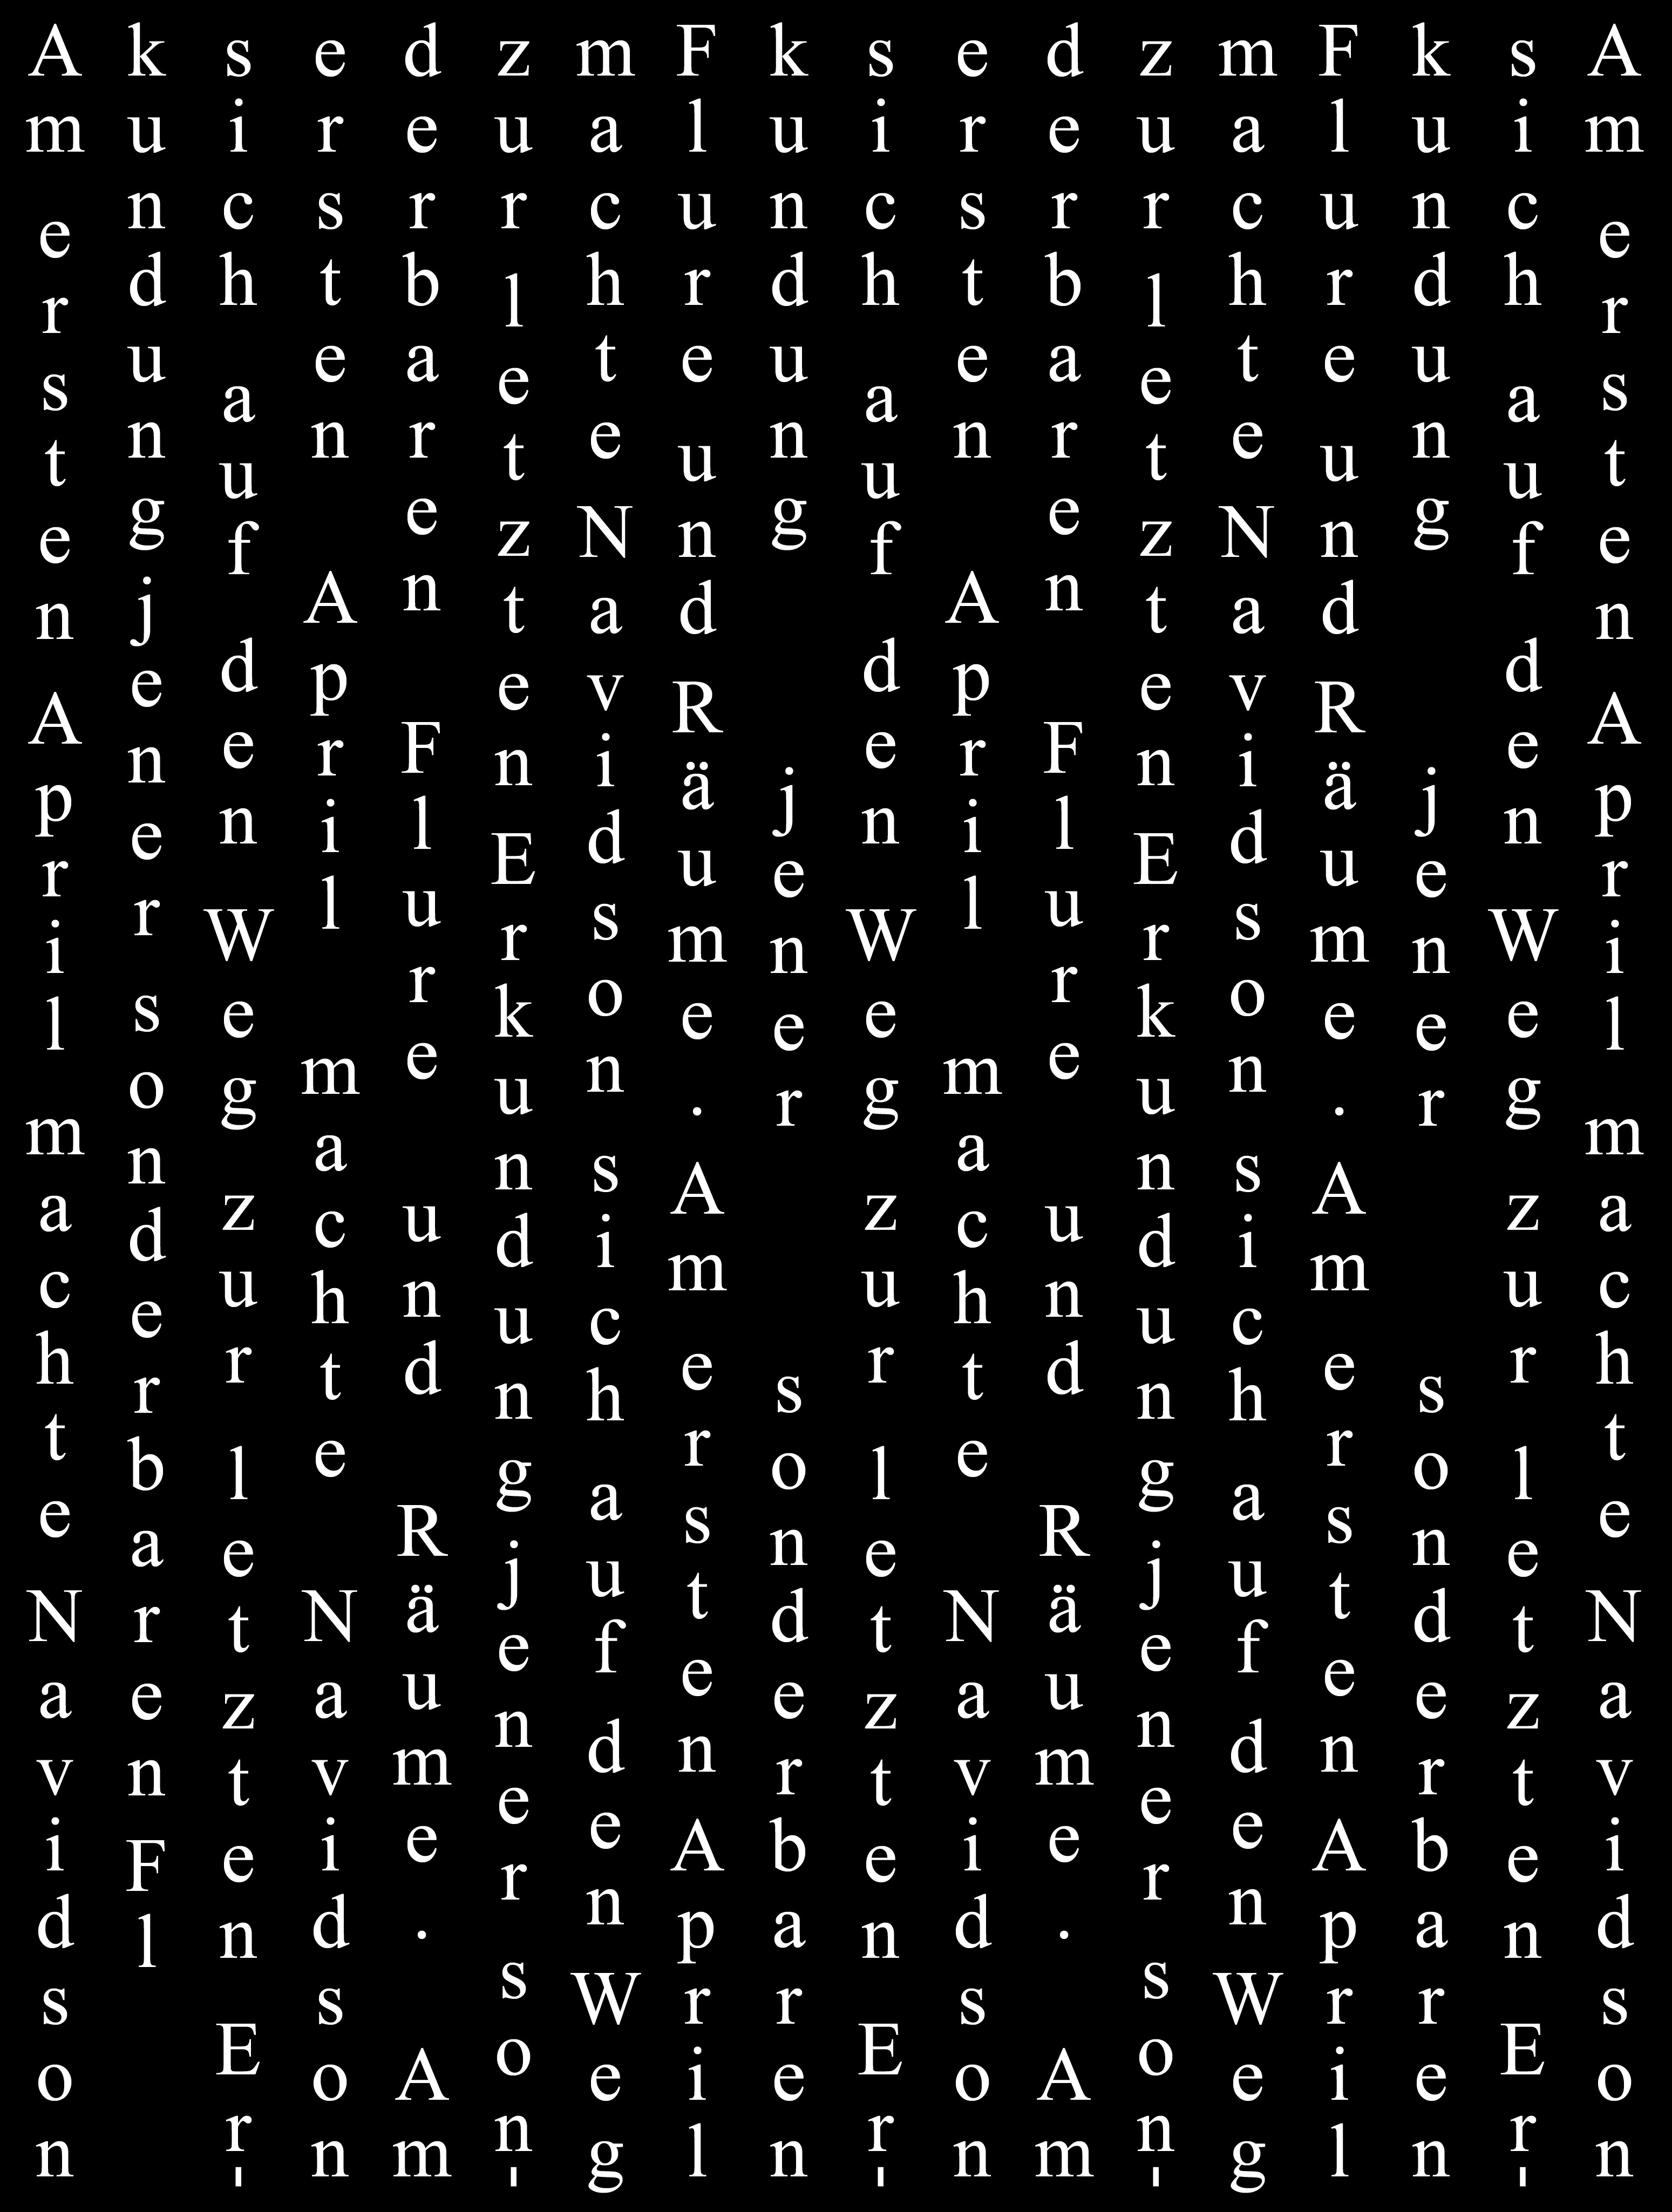 Am ersten April machte Navidson
sich auf den Weg zur letzten Er-
kundung jener sonderbaren
Flure und Räume. Am ersten April
machte Navidson sich auf den Weg
zur letzten Erkundung jener son-
derbaren Flure und Räume. Am
ersten April machte Navidson
sich auf den Weg zur letzten Er-
kundung jener sonderbaren
Flure und Räume. Am ersten April
machte Navidson sich auf den Weg
zur letzten Erkundung jener son-
derbaren Flure und Räume. Am
ersten April machte Navidson
sich auf den Weg zur letzten Er-
kundung jener sonderbaren Fl
Am ersten April machte Navidson